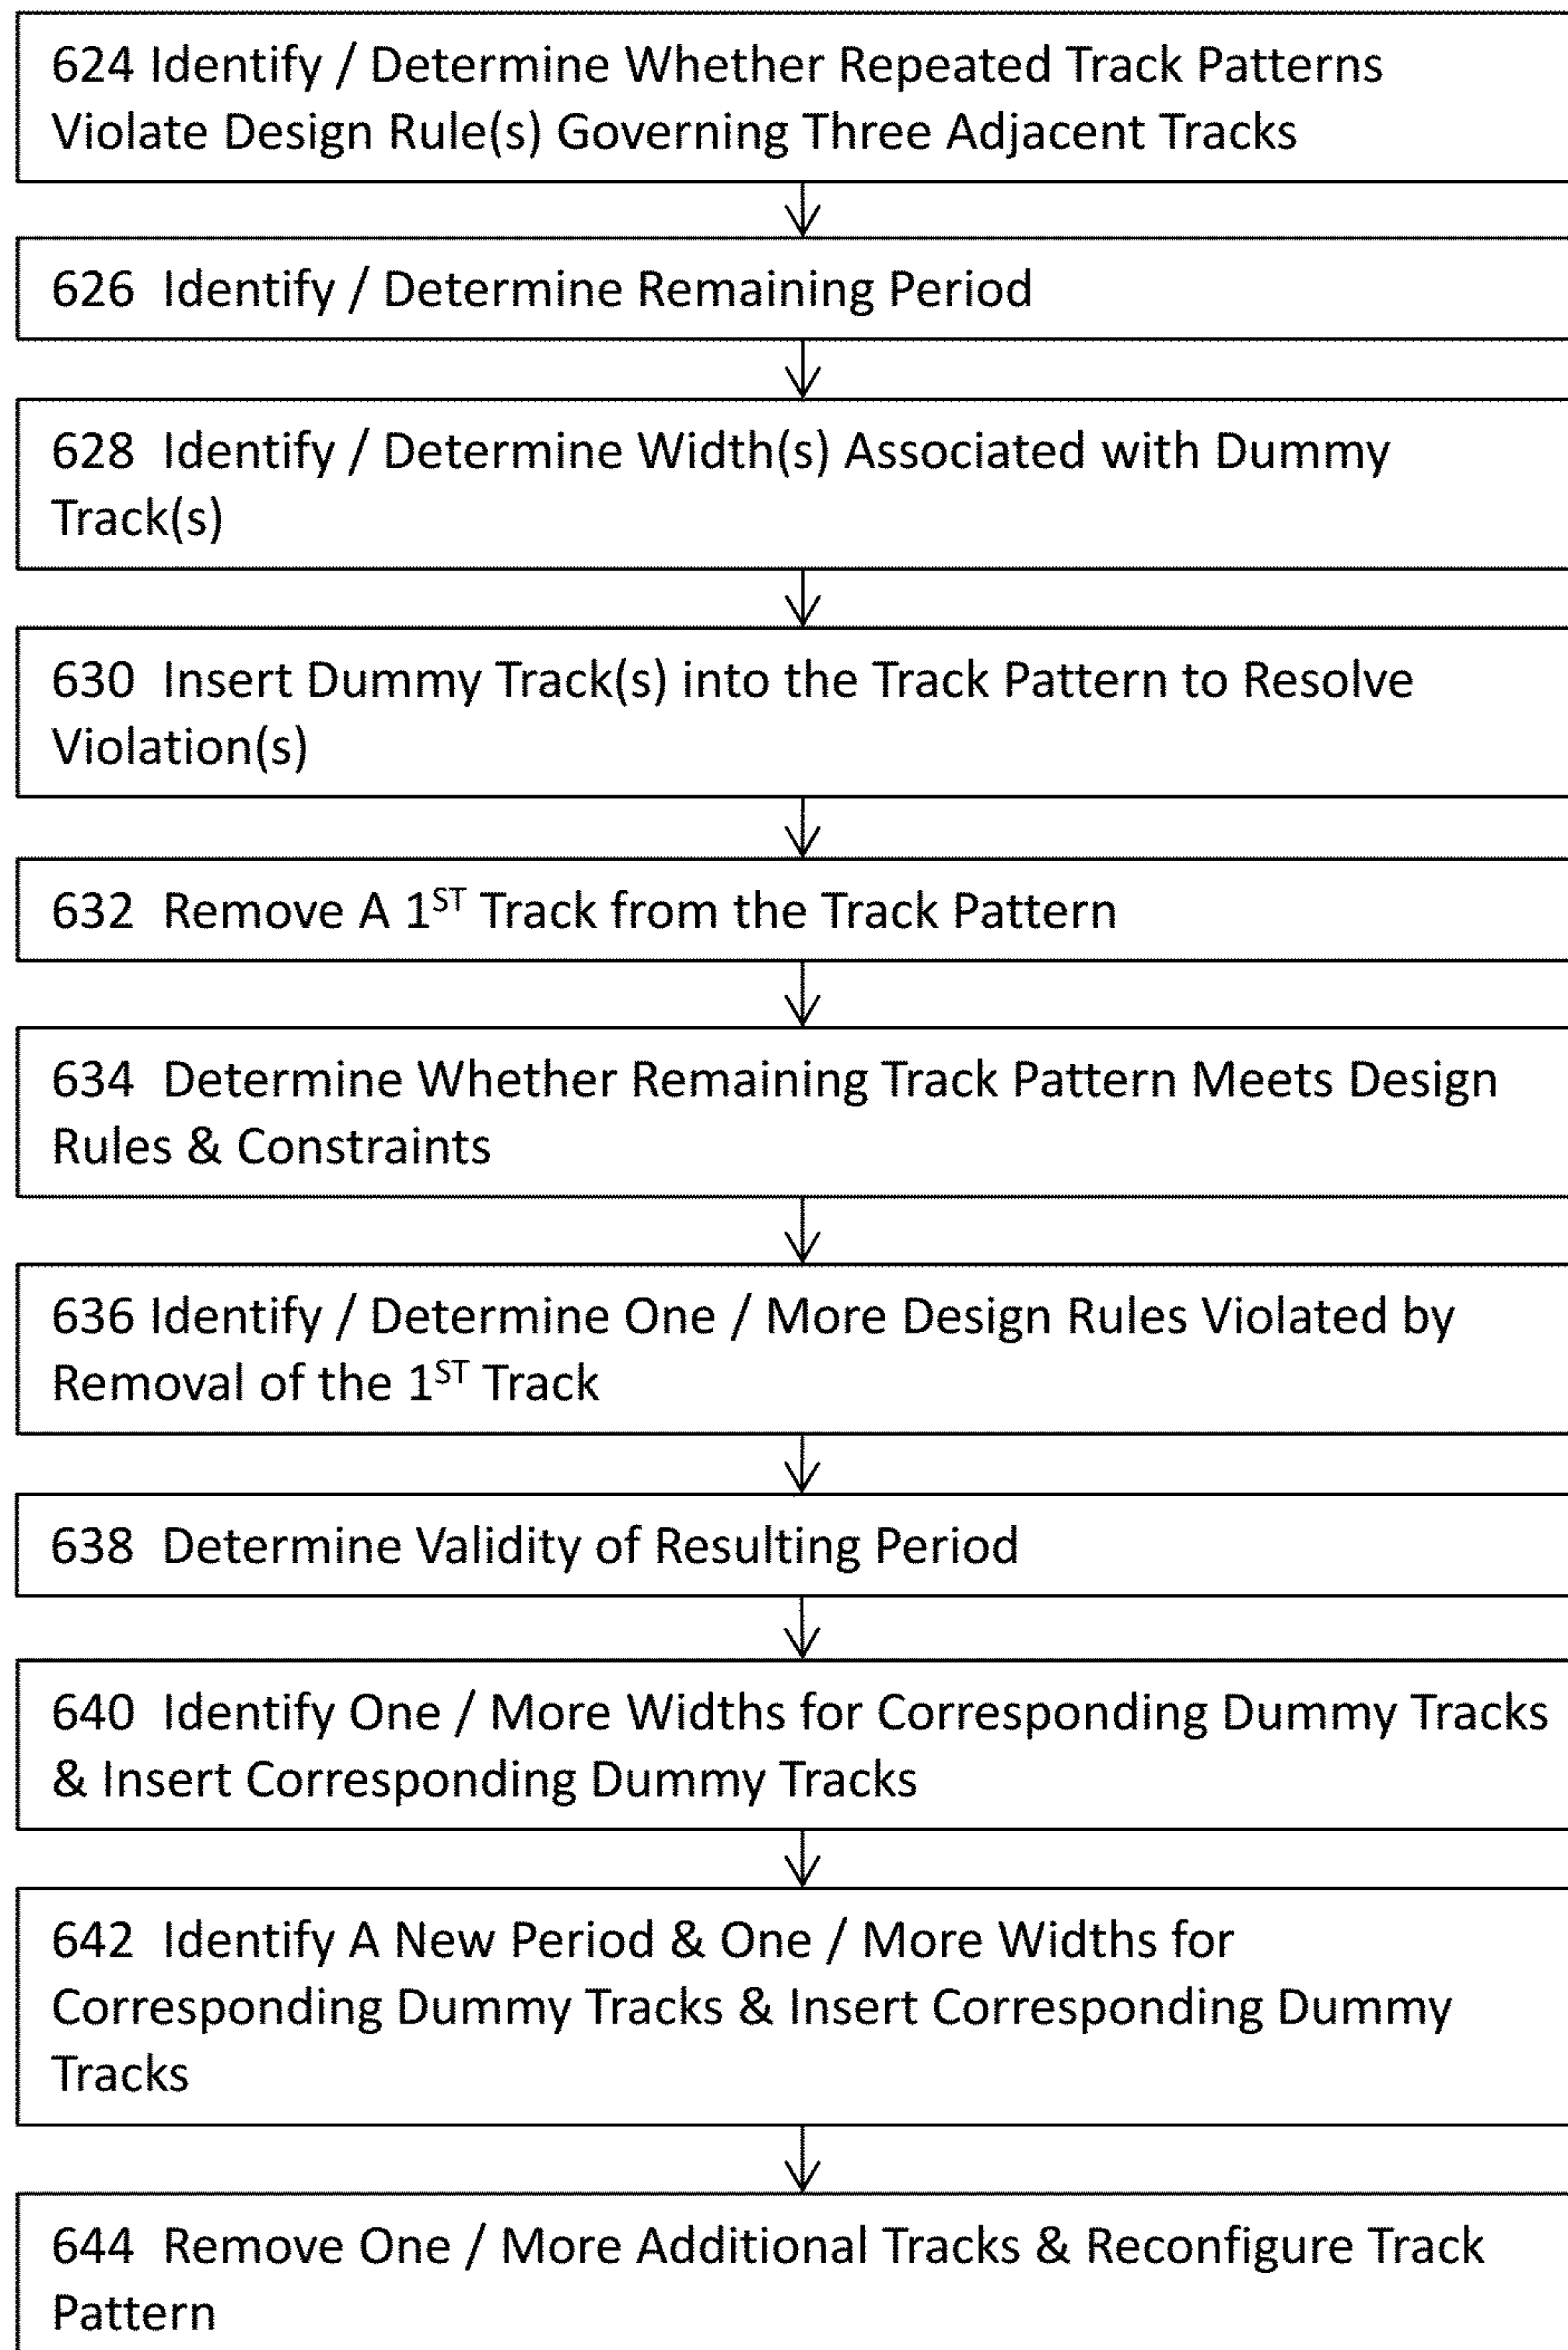 624 Identify / Determine Whether Repeated Track Patterns
Violate Design Rule(s) Governing Three Adjacent Tracks
626 Identify / Determine Remaining Period
628 Identify / Determine Width(s) Associated with Dummy
Track(s)
630 Insert Dummy Track(s) into the Track Pattern to Resolve
Violation(s)
632 Remove A 1ST Track from the Track Pattern
634 Determine Whether Remaining Track Pattern Meets Design
Rules & Constraints
636 Identify / Determine One / More Design Rules Violated by
Removal of the 1ST Track
638 Determine Validity of Resulting Period
640 Identify One / More Widths for Corresponding Dummy Tracks
& Insert Corresponding Dummy Tracks
642 Identify A New Period & One / More Widths for
Corresponding Dummy Tracks & Insert Corresponding Dummy
Tracks
644 Remove One / More Additional Tracks & Reconfigure Track
Pattern